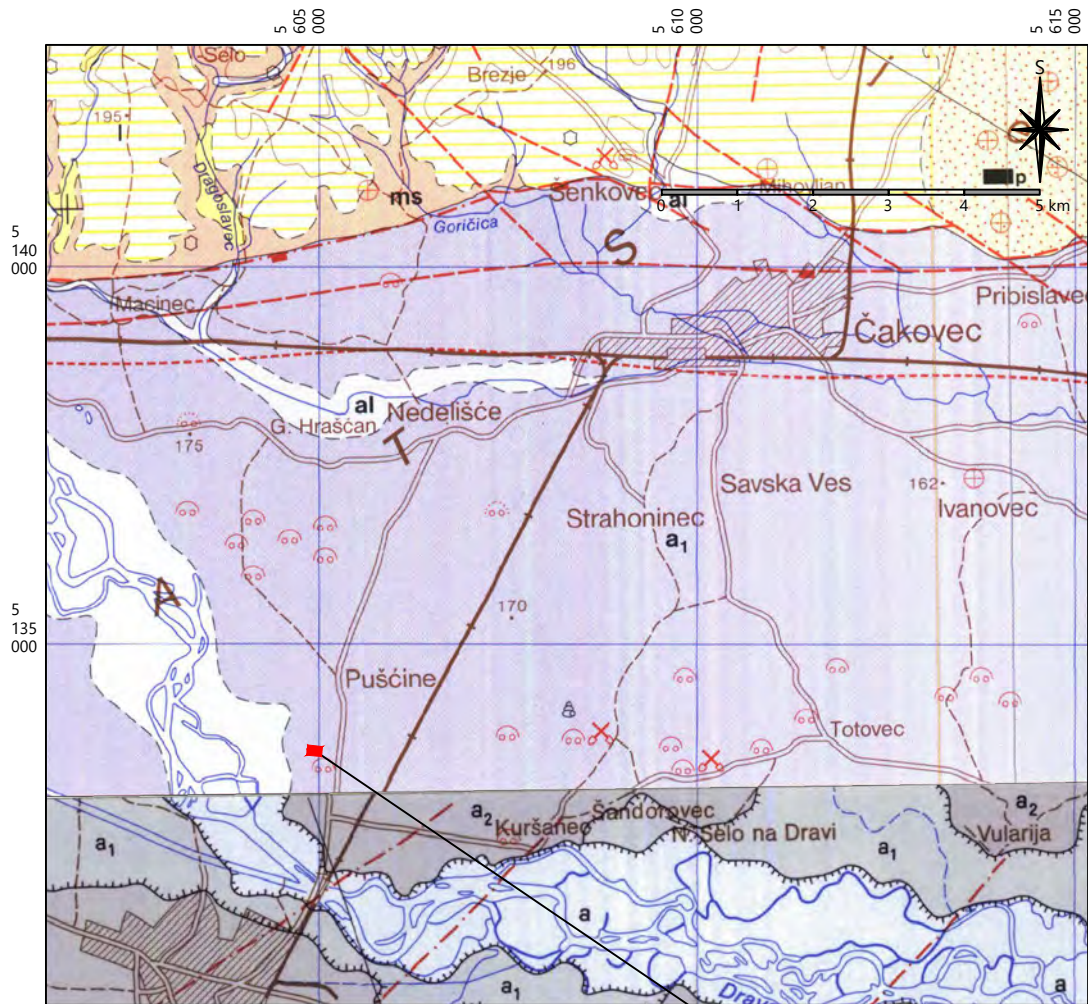 5 605 000
5 610 000
5 615 000
Selo
Brezje
196
S
195
Dragoslavec
ms
Goričica
Šenkovec
al
Mihovljan
p
0 1 2 3 4 5 km
5 140 000
S
Macinec
Pribislavec
Čakovec
al
Nedelišće
G. Hrašćan
T
175
Savska Ves
162
Strahoninec
Ivanovec
a1
A
170
5 135 000
Pušćine
Totovec
a2
Šandorovec
a2
Kuršanec
N. Selo na Dravi
Vularija
a1
a1
a
a1
Drava
a